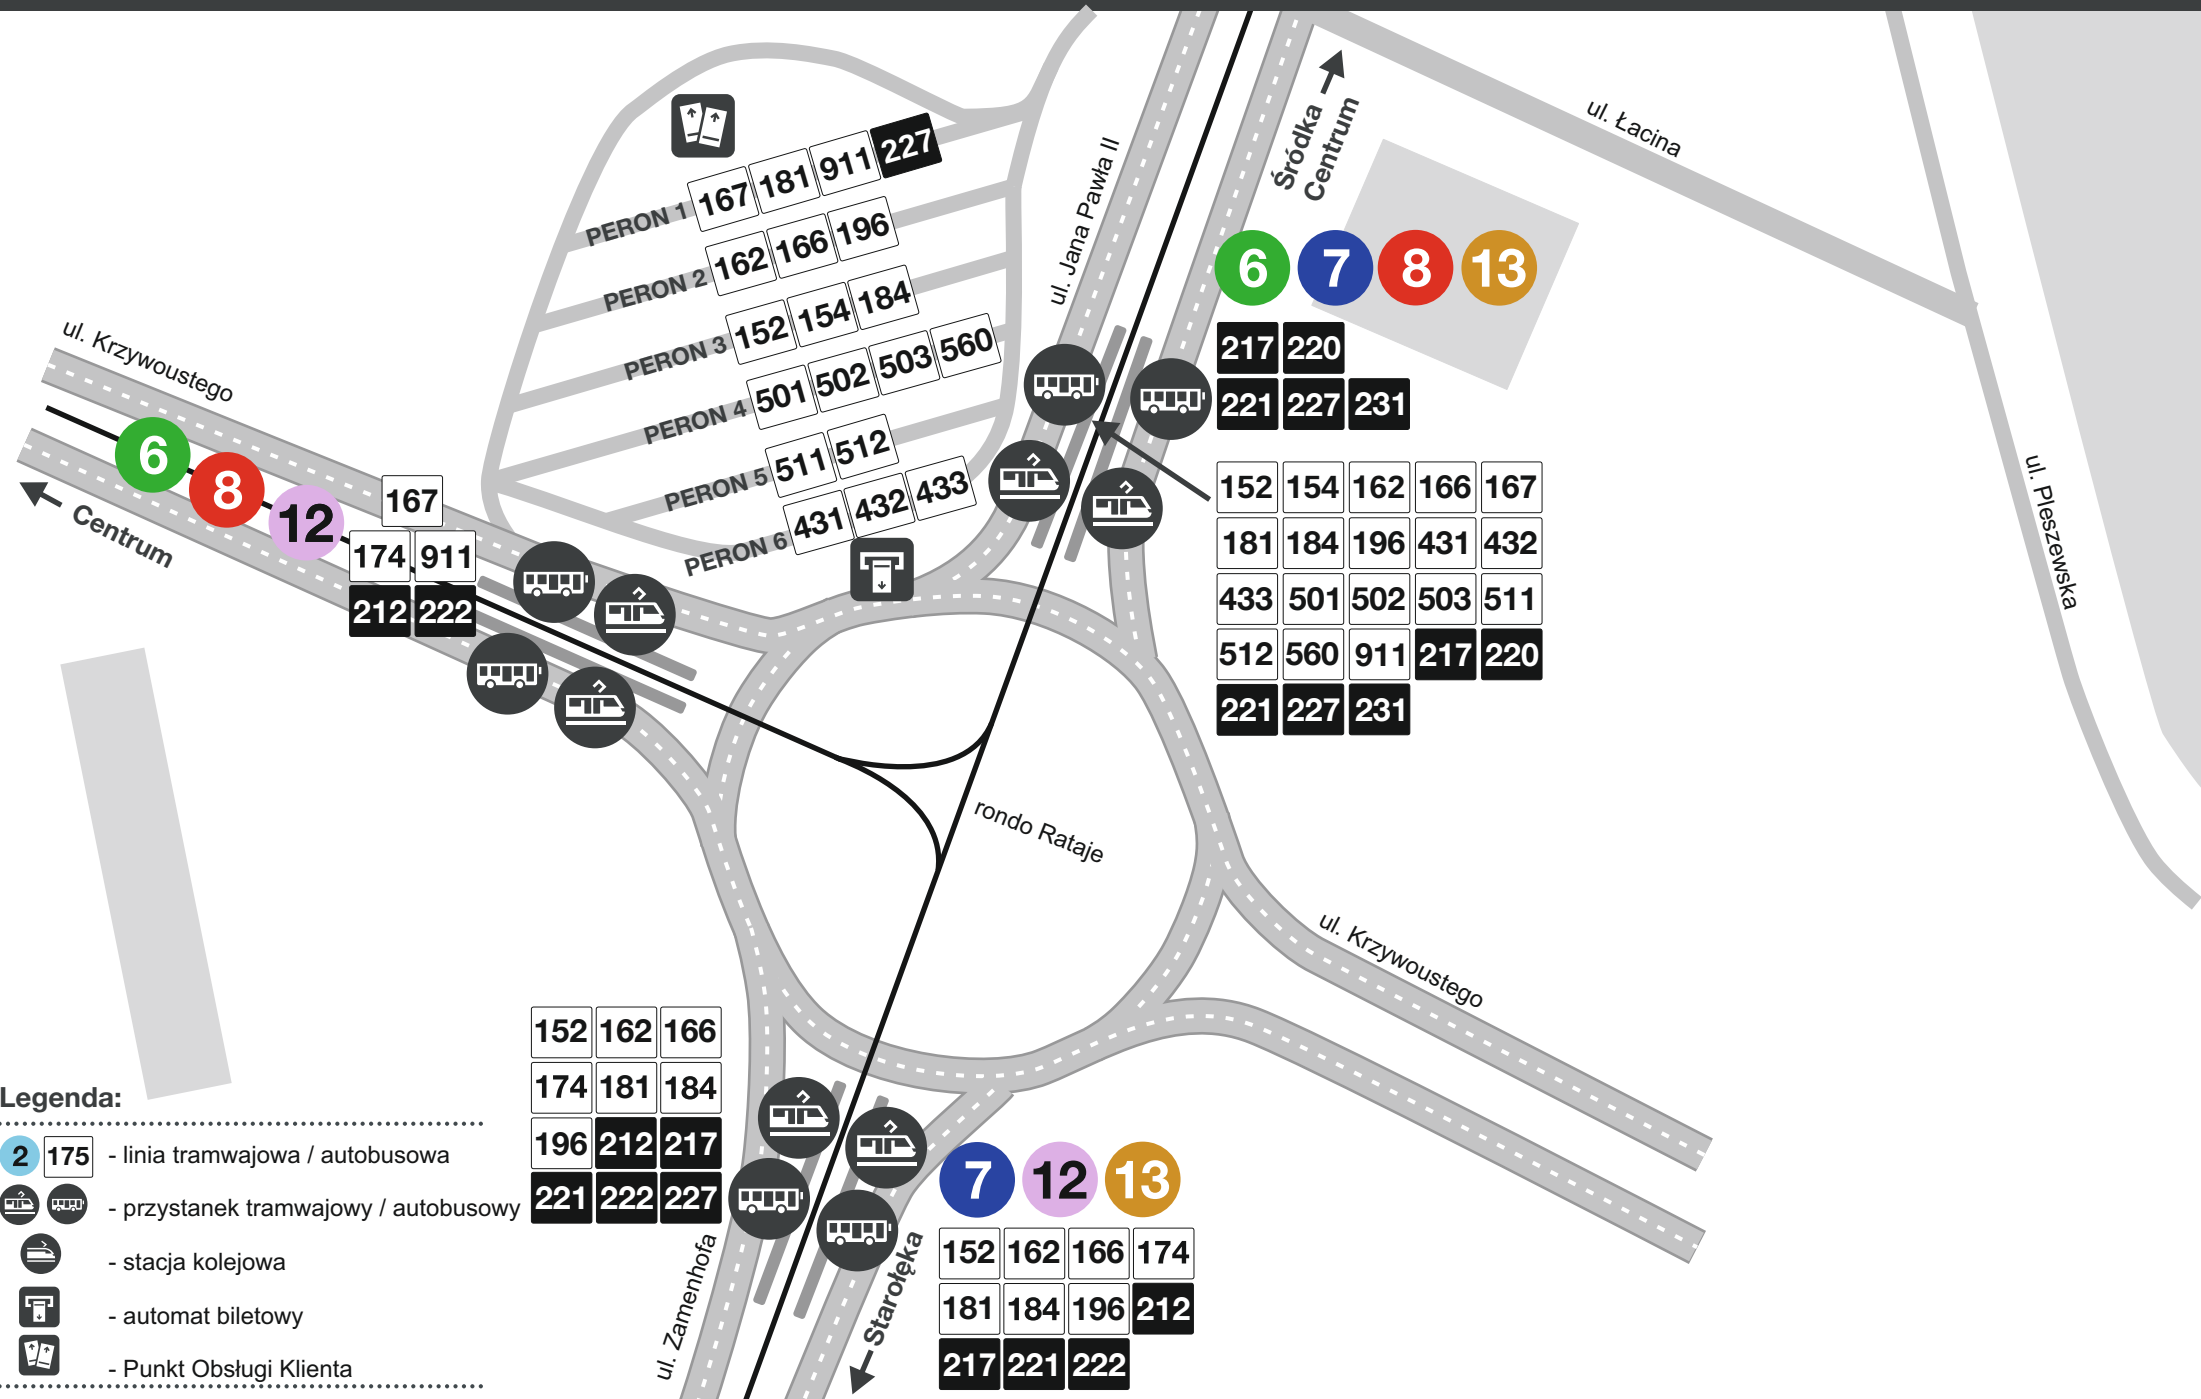 PERON 1 167 181 911 227
PERON 2 162 166 196
PERON 3 152 154 184
PERON 4 501 502 503 560
PERON 5 511 512
PERON 6 431 432 433
ul. Jana Pawła II
Śródka
Centrum
ul. Łacina
ul. Pleszewska
6 7 8 13
217 220
221 227 231
152 154 162 166 167
181 184 196 431 432
433 501 502 503 511
512 560 911 217 220
221 227 231
ul. Krzywoustego
6 8 12
Centrum
167
174 911
212 222
rondo Rataje
ul. Krzywoustego
152 162 166
174 181 184
196 212 217
221 222 227
ul. Zamenhofa
Starołęka
7 12 13
152 162 166 174
181 184 196 212
217 221 222
Legenda:
2 175 - linia tramwajowa / autobusowa
- przystanek tramwajowy / autobusowy
- stacja kolejowa
- automat biletowy
- Punkt Obsługi Klienta